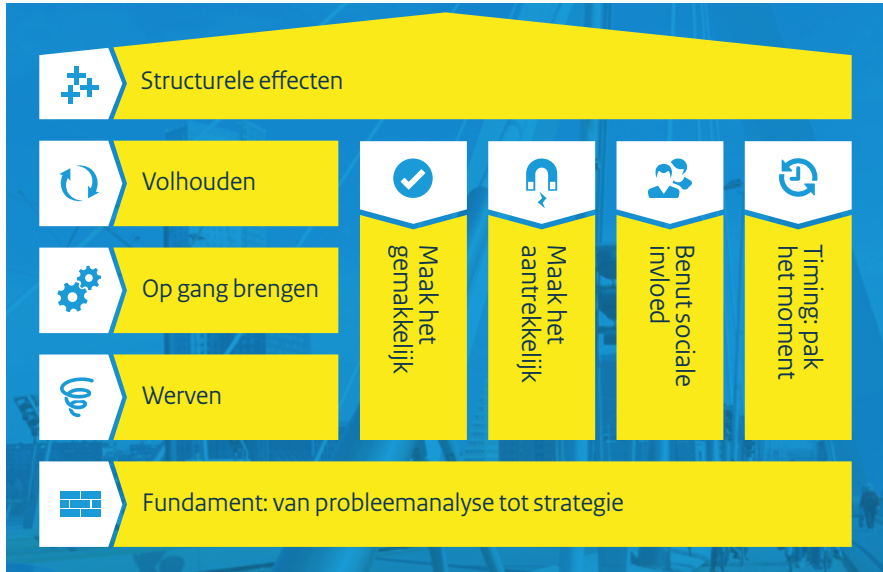 Structurele effecten
Volhouden
Op gang brengen
Werven
Maak het
gemakkelijk
Maak het
aantrekkelijk
Benut sociale
invloed
Timing: pak
het moment
Fundament: van probleemanalyse tot strategie